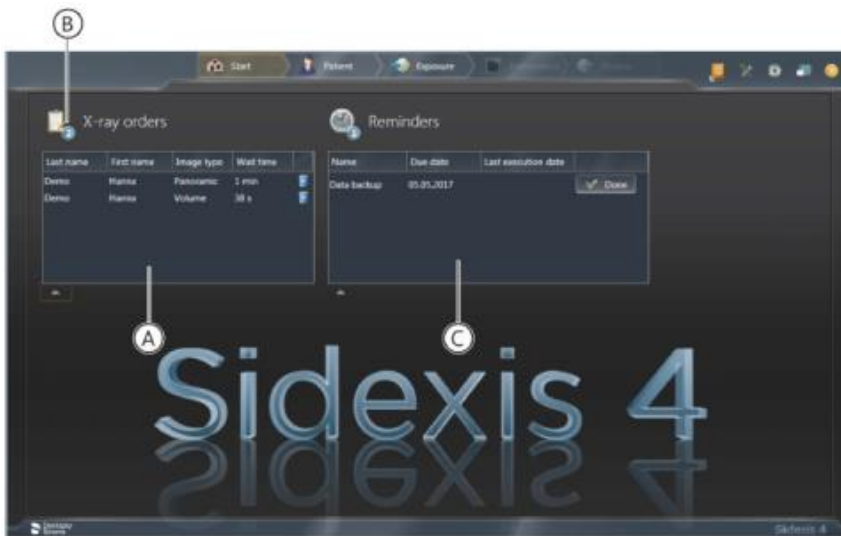 B
Start Patient Exposure
X-ray orders Reminders
Last name First name Image type Wait time Name Due date Last execution date
Demo Hanna Panoramic 1 min Data backup 05.05.2017 Done
Demo Hanna Volume 38 s
A C
Sidexis 4
Dentsply
Sirona
Sidexis 4